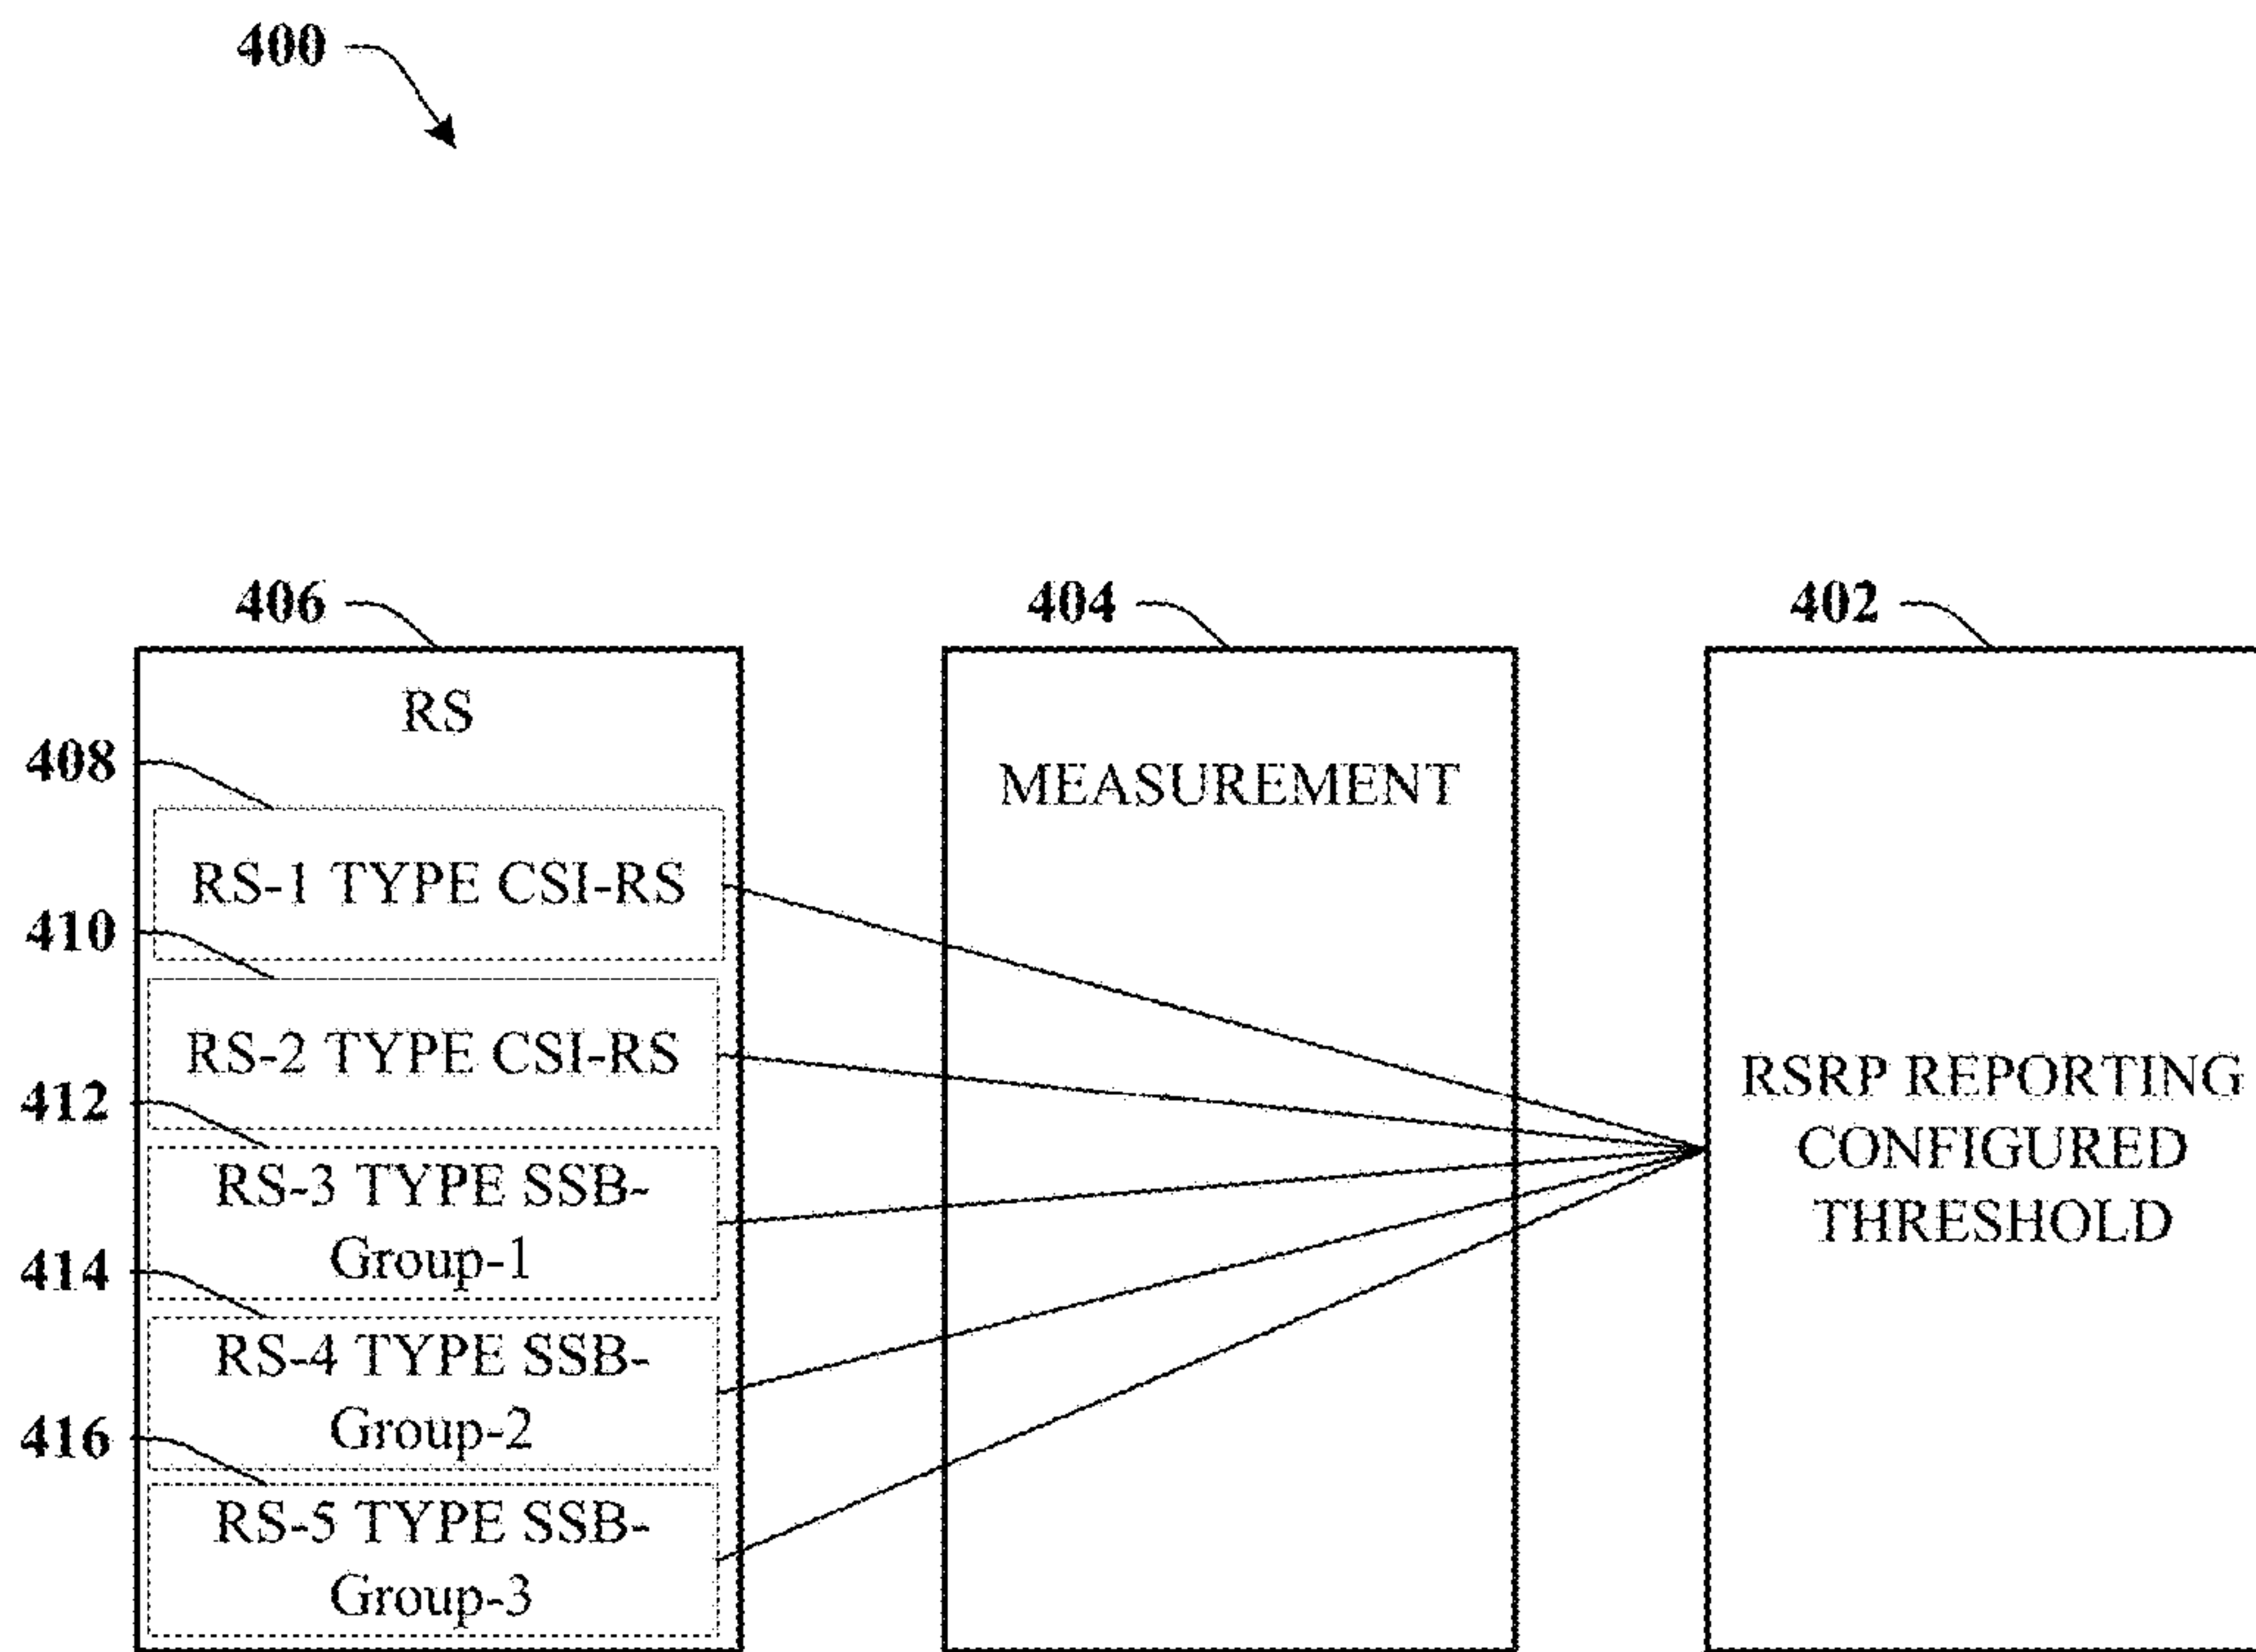 400
406
404
402
RS
408
MEASUREMENT
RS-1 TYPE CSI-RS
410
RS-2 TYPE CSI-RS
412
RS-3 TYPE SSB-
Group-1
414
RS-4 TYPE SSB-
Group-2
416
RS-5 TYPE SSB-
Group-3
RSRP REPORTING
CONFIGURED
THRESHOLD